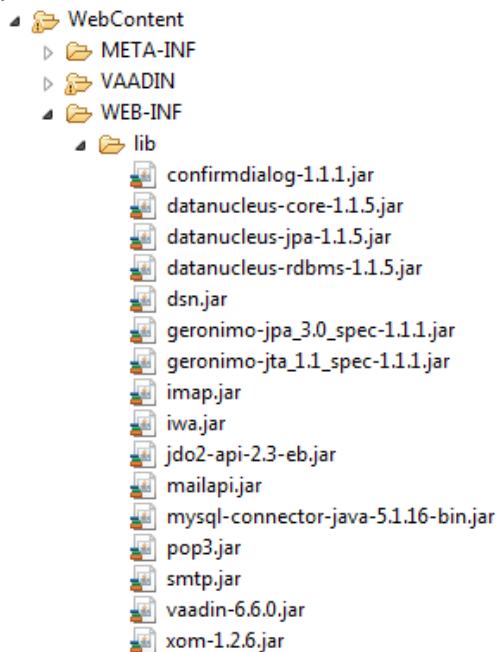 WebContent
META-INF
VAADIN
WEB-INF
lib
confirmdialog-1.1.1.jar
datanucleus-core-1.1.5.jar
datanucleus-jpa-1.1.5.jar
datanucleus-rdbms-1.1.5.jar
dsn.jar
geronimo-jpa_3.0_spec-1.1.1.jar
geronimo-jta_1.1_spec-1.1.1.jar
imap.jar
iwa.jar
jdo2-api-2.3-eb.jar
mailapi.jar
mysql-connector-java-5.1.16-bin.jar
pop3.jar
smtp.jar
vaadin-6.6.0.jar
xom-1.2.6.jar